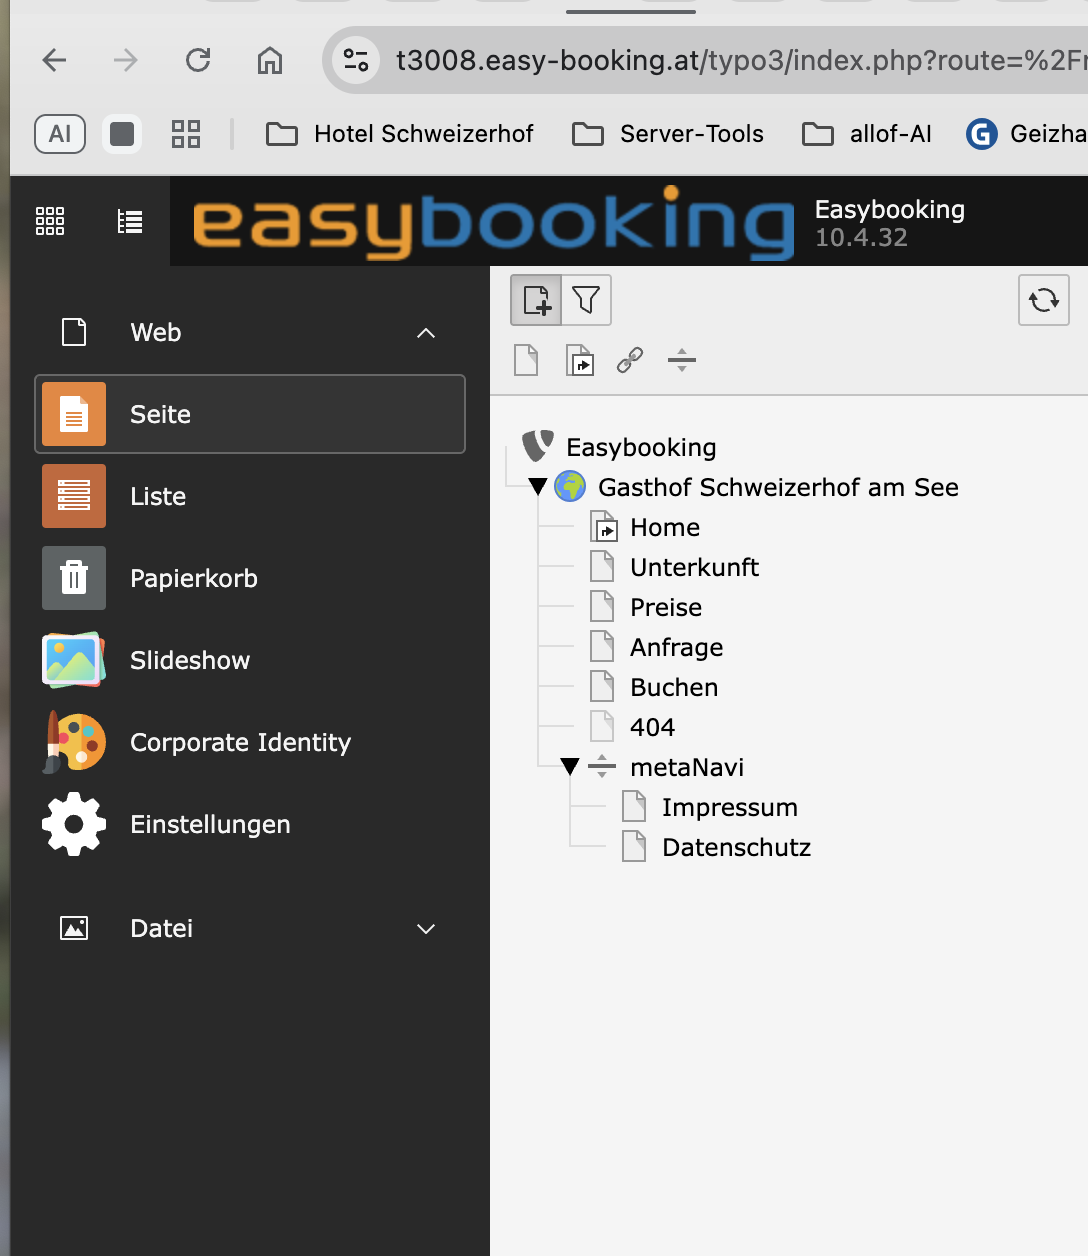 t3008.easy-booking.at/typo3/index.php?route=%2F
AI
Hotel Schweizerhof
Server-Tools
allof-AI
G Geizha
easybooking
Easybooking
10.4.32
Web
Seite
Liste
Papierkorb
Slideshow
Corporate Identity
Einstellungen
Datei
Easybooking
Gasthof Schweizerhof am See
Home
Unterkunft
Preise
Anfrage
Buchen
404
metaNavi
Impressum
Datenschutz